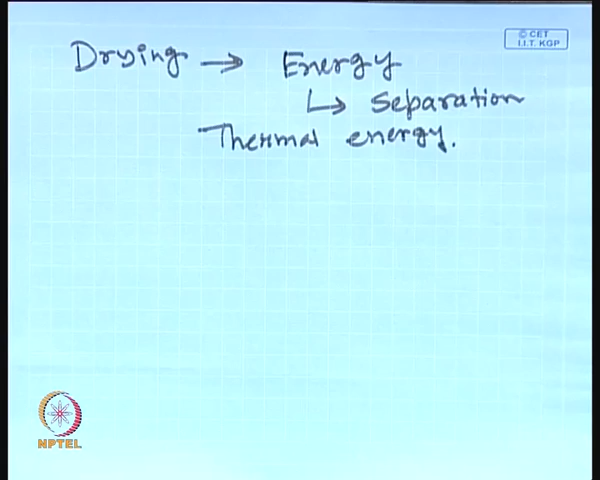 © CET
I.I.T. KGP
Drying → Energy
↳ Separation
Thermal energy.
NPTEL